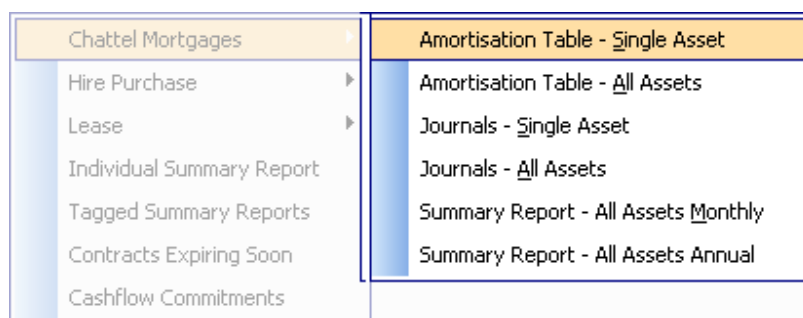 Chattel Mortgages
Hire Purchase
Lease
Individual Summary Report
Tagged Summary Reports
Contracts Expiring Soon
Cashflow Commitments
Amortisation Table - Single Asset
Amortisation Table - All Assets
Journals - Single Asset
Journals - All Assets
Summary Report - All Assets Monthly
Summary Report - All Assets Annual